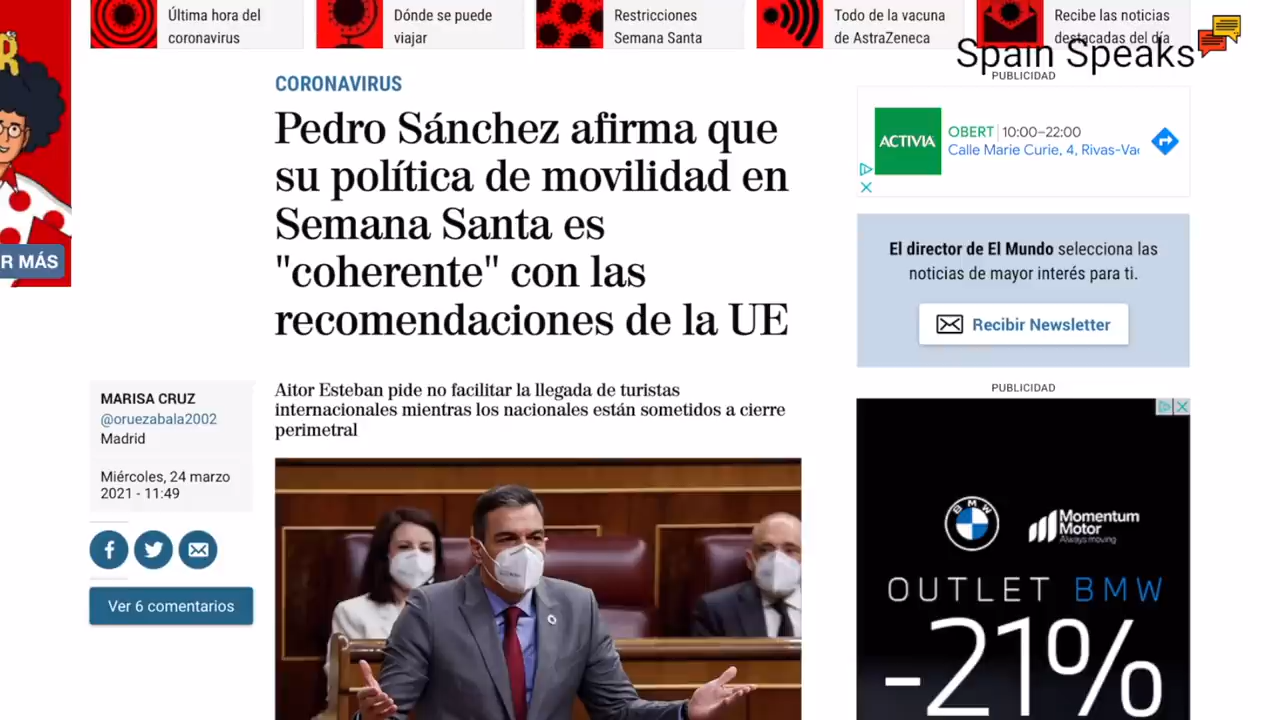 Última hora del
coronavirus
Dónde se puede
viajar
Restricciones
Semana Santa
Todo de la vacuna
de AstraZeneca
Recibe las noticias
destacadas del día
Spain Speaks
R
R MÁS
CORONAVIRUS
Pedro Sánchez afirma que
su política de movilidad en
Semana Santa es
"coherente" con las
recomendaciones de la UE
Aitor Esteban pide no facilitar la llegada de turistas
internacionales mientras los nacionales están sometidos a cierre
perimetral
MARISA CRUZ
@oruezabala2002
Madrid
Miércoles, 24 marzo
2021 - 11:49
Ver 6 comentarios
PUBLICIDAD
ACTIVIA
OBERT | 10:00–22:00
Calle Marie Curie, 4, Rivas-Va
El director de El Mundo selecciona las
noticias de mayor interés para ti.
Recibir Newsletter
PUBLICIDAD
BMW
Momentum
Motor
Always moving
OUTLET BMW
-21%